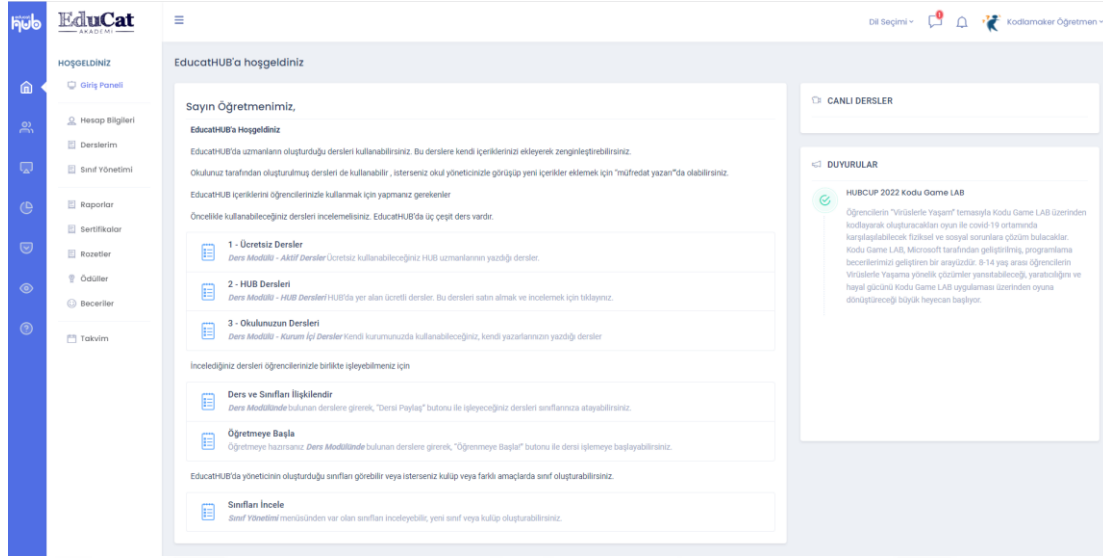 hub
EduCat
AKADEMİ
Dil Seçimi
Kodlamaker Öğretmen
HOŞGELDİNİZ
Giriş Paneli
Hesap Bilgileri
Derslerim
Sınıf Yönetimi
Raporlar
Sertifikalar
Rozetler
Ödüller
Beceriler
Takvim
EducatHUB'a hoşgeldiniz
Sayın Öğretmenimiz,
EducatHUB'a Hoşgeldiniz
EducatHUB'da uzmanların oluşturduğu dersleri kullanabilirsiniz. Bu derslere kendi içeriklerinizi ekleyerek zenginleştirebilirsiniz.
Okulunuz tarafından oluşturulmuş dersleri de kullanabilir , isterseniz okul yöneticinizle görüşüp yeni içerikler eklemek için "müfredat yazarı"da olabilirsiniz.
EducatHUB içeriklerini öğrencilerinizle kullanmak için yapmanız gerekenler
Öncelikle kullanabileceğiniz dersleri incelemelisiniz. EducatHUB'da üç çeşit ders vardır.
1 - Ücretsiz Dersler
Ders Modülü - Aktif Dersler Ücretsiz kullanabileceğiniz HUB uzmanlarının yazdığı dersler.
2 - HUB Dersleri
Ders Modülü - HUB Dersleri HUB'da yer alan ücretli dersler. Bu dersleri satın almak ve incelemek için tıklayınız.
3 - Okulunuzun Dersleri
Ders Modülü - Kurum İçi Dersler Kendi kurumunuzda kullanabileceğiniz, kendi yazarlarınızın yazdığı dersler
İncelediğiniz dersleri öğrencilerinizle birlikte işleyebilmeniz için
Ders ve Sınıfları İlişkilendir
Ders Modülünde bulunan derslere girerek, "Dersi Paylaş" butonu ile işleyeceğiniz dersleri sınıflarınıza atayabilirsiniz.
Öğretmeye Başla
Öğretmeye hazırsanız Ders Modülünde bulunan derslere girerek, "Öğrenmeye Başla!" butonu ile dersi işlemeye başlayabilirsiniz.
EducatHUB'da yöneticinin oluşturduğu sınıfları görebilir veya isterseniz kulüp veya farklı amaçlarda sınıf oluşturabilirsiniz.
Sınıfları İncele
Sınıf Yönetimi menüsünden var olan sınıfları inceleyebilir, yeni sınıf veya kulüp oluşturabilirsiniz.
CANLI DERSLER
DUYURULAR
HUBCUP 2022 Kodu Game LAB
Öğrencilerin "Virüslerle Yaşam" temasıyla Kodu Game LAB üzerinden
kodlayarak oluşturacakları oyun ile covid-19 ortamında
karşılaşılabilecek fiziksel ve sosyal sorunlara çözüm bulacaklar.
Kodu Game LAB, Microsoft tarafından geliştirilmiş, programlama
becerilerimizi geliştiren bir arayüzdür. 8-14 yaş arası öğrencilerin
Virüslerle Yaşama yönelik çözümler yansıtabileceği, yaratıcılığını ve
hayal gücünü Kodu Game LAB uygulaması üzerinden oyuna
dönüştüreceği büyük heyecan başlıyor.